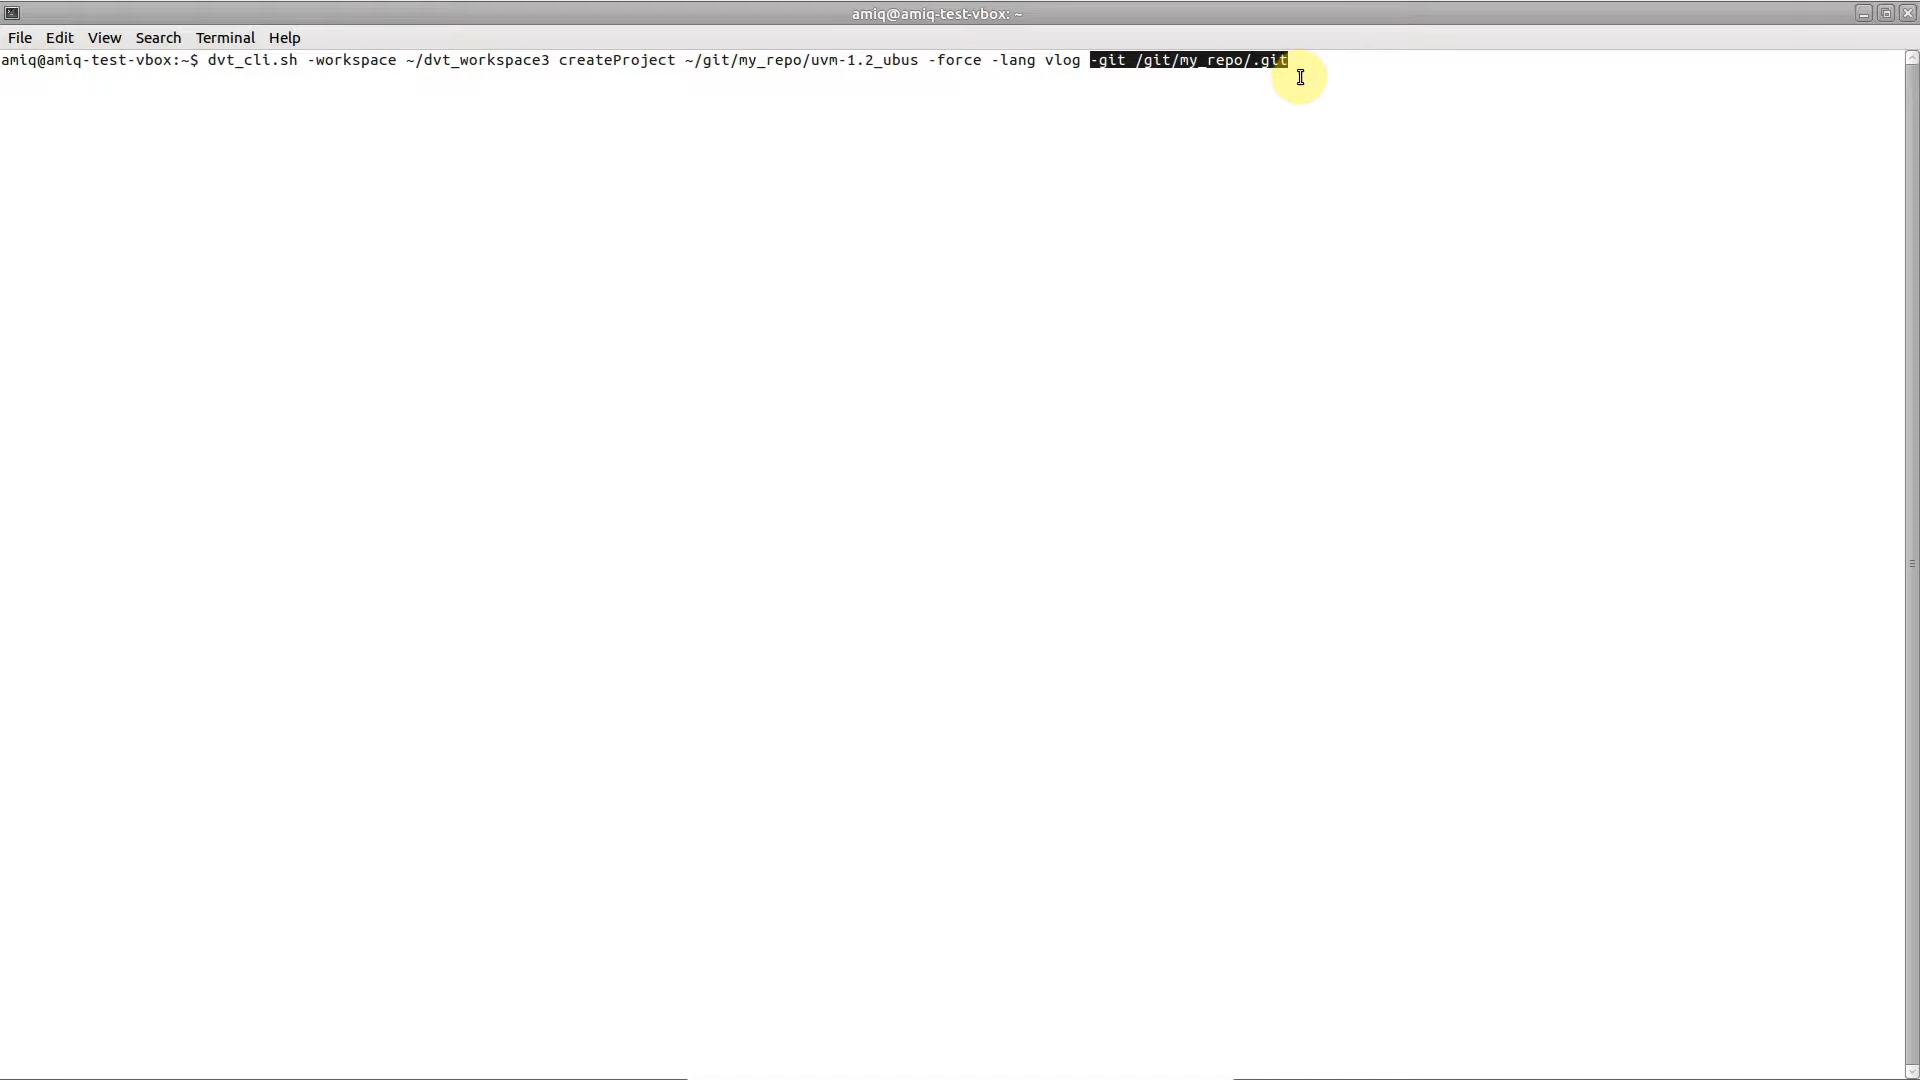 amiq@amiq-test-vbox: ~
File Edit View Search Terminal Help
amiq@amiq-test-vbox:~$ dvt_cli.sh -workspace ~/dvt_workspace3 createProject ~/git/my_repo/uvm-1.2_ubus -force -lang vlog -git /git/my_repo/.git